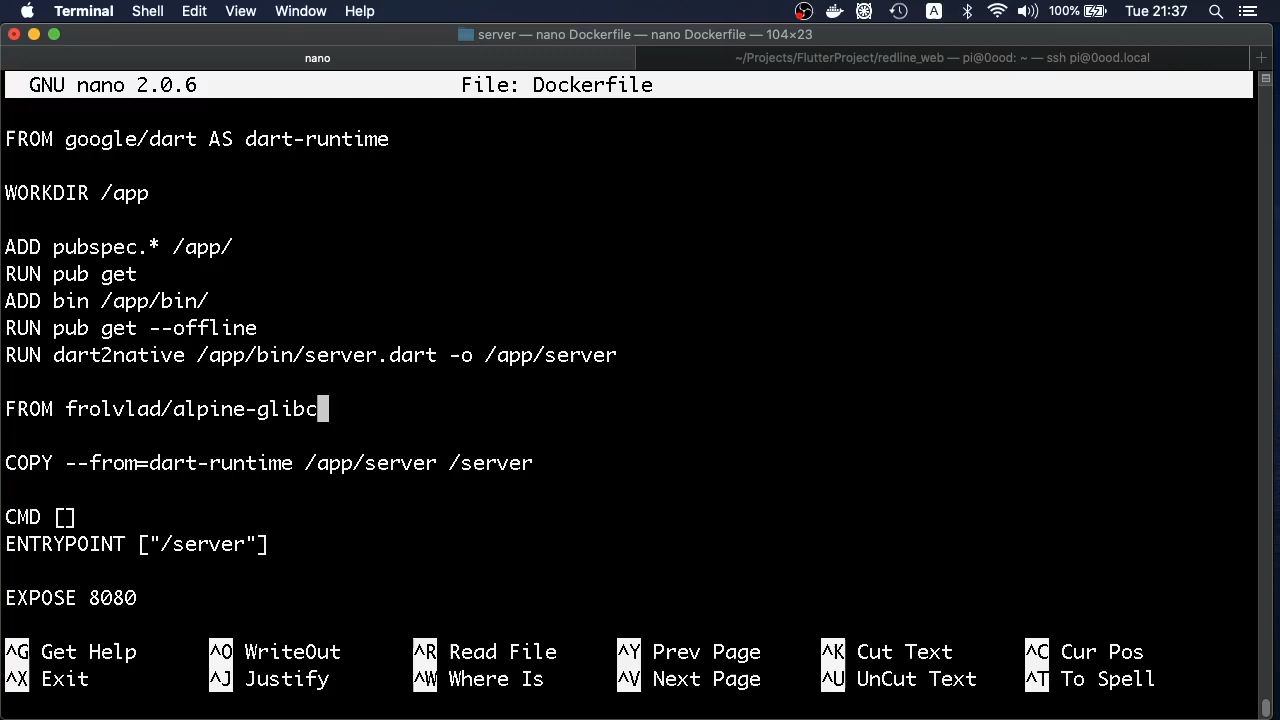 Terminal Shell Edit View Window Help A 100% Tue 21:37
server — nano Dockerfile — nano Dockerfile — 104×23
nano ~/Projects/FlutterProject/redline_web — pi@0ood: ~ — ssh pi@0ood.local
GNU nano 2.0.6 File: Dockerfile
FROM google/dart AS dart-runtime
WORKDIR /app
ADD pubspec.* /app/
RUN pub get
ADD bin /app/bin/
RUN pub get --offline
RUN dart2native /app/bin/server.dart -o /app/server
FROM frolvlad/alpine-glibc
COPY --from=dart-runtime /app/server /server
CMD []
ENTRYPOINT ["/server"]
EXPOSE 8080
^G Get Help ^O WriteOut ^R Read File ^Y Prev Page ^K Cut Text ^C Cur Pos
^X Exit ^J Justify ^W Where Is ^V Next Page ^U UnCut Text ^T To Spell